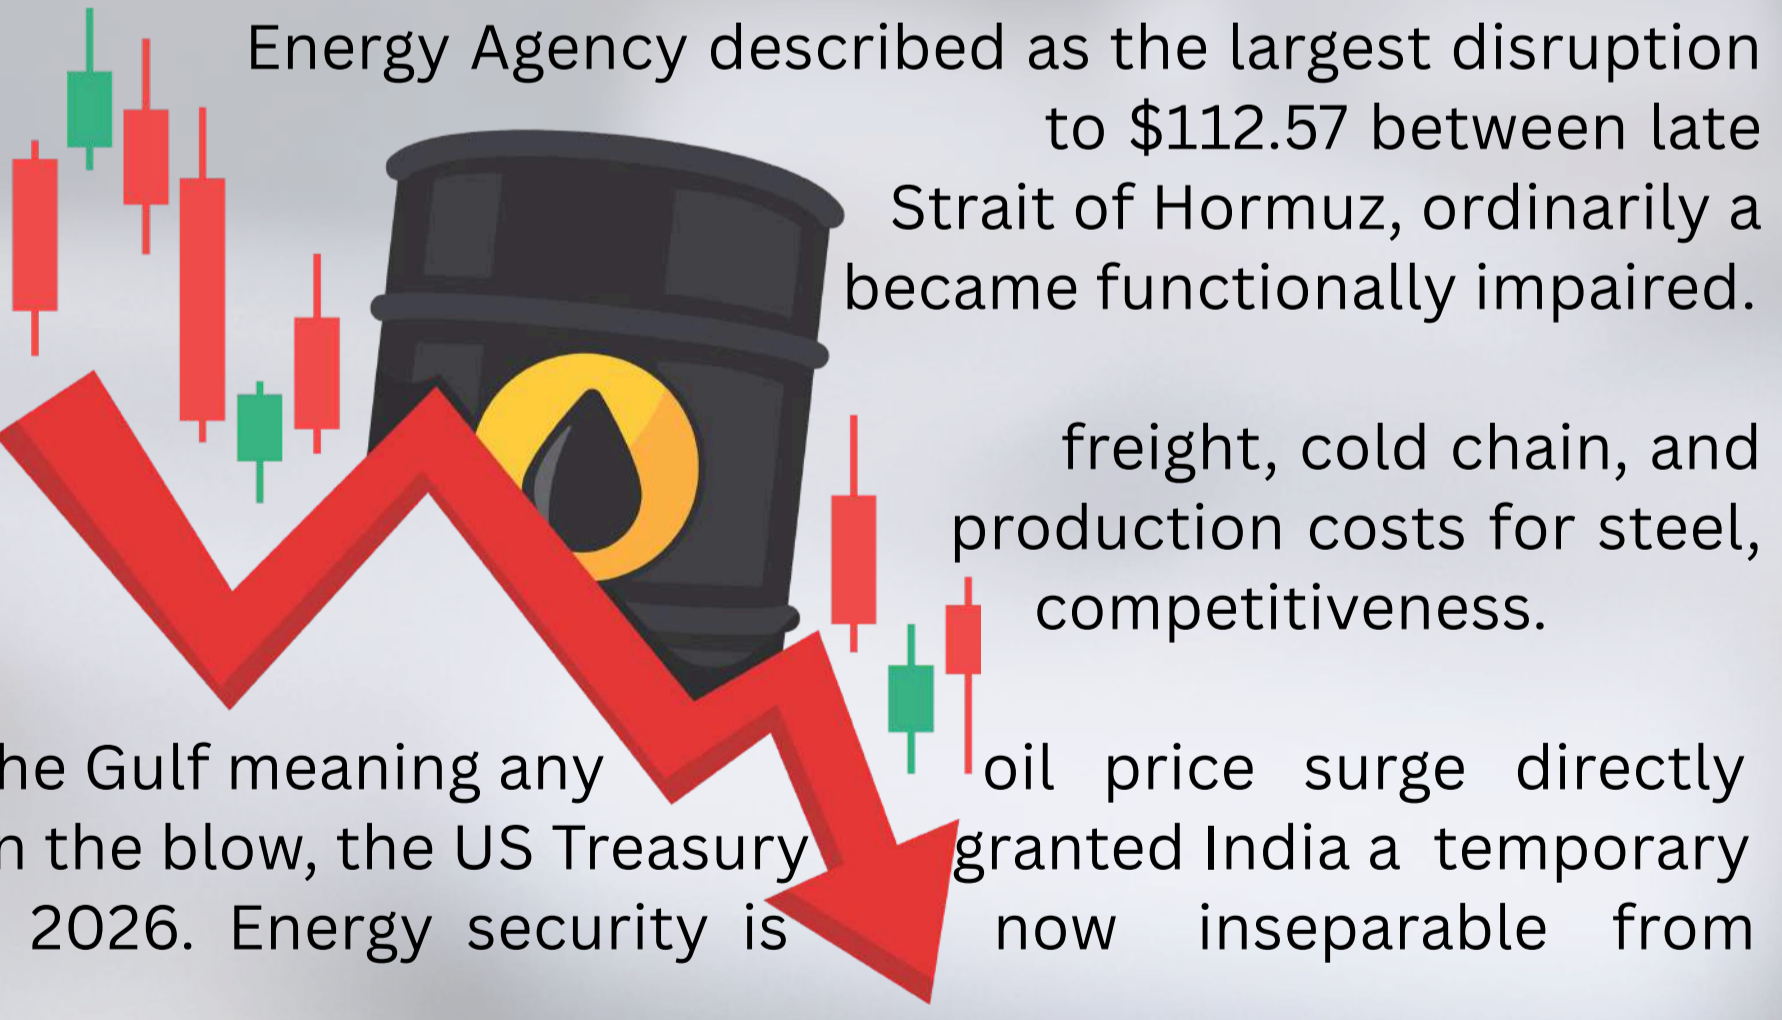 Energy Agency described as the largest disruption
to $112.57 between late
Strait of Hormuz, ordinarily a
became functionally impaired.
freight, cold chain, and
production costs for steel,
competitiveness.
he Gulf meaning any oil price surge directly
n the blow, the US Treasury granted India a temporary
2026. Energy security is now inseparable from